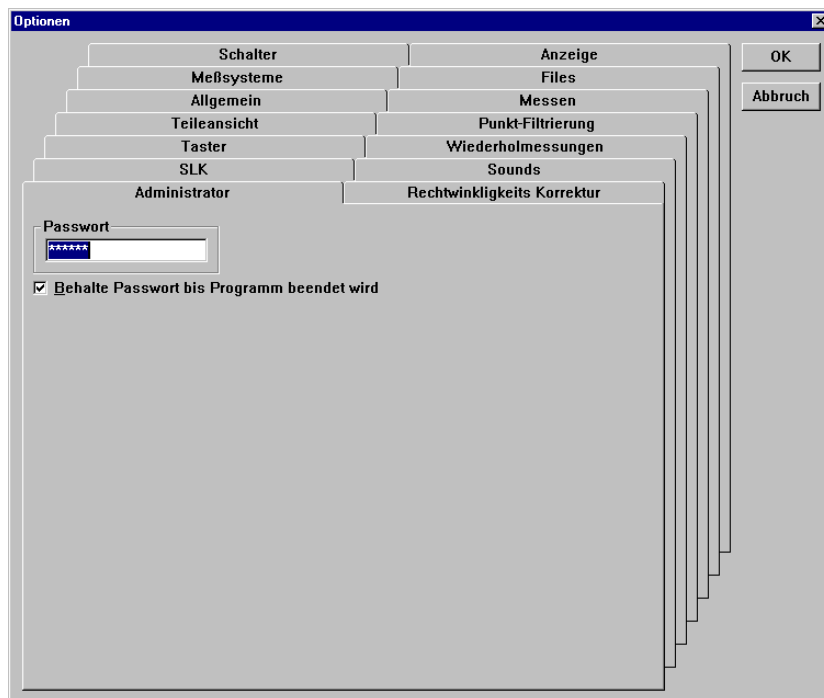 Optionen
Schalter Anzeige
OK
Meßsysteme Files
Abbruch
Allgemein Messen
Teileansicht Punkt-Filtrierung
Taster Wiederholmessungen
SLK Sounds
Administrator Rechtwinkligkeits Korrektur
Passwort
******
Behalte Passwort bis Programm beendet wird